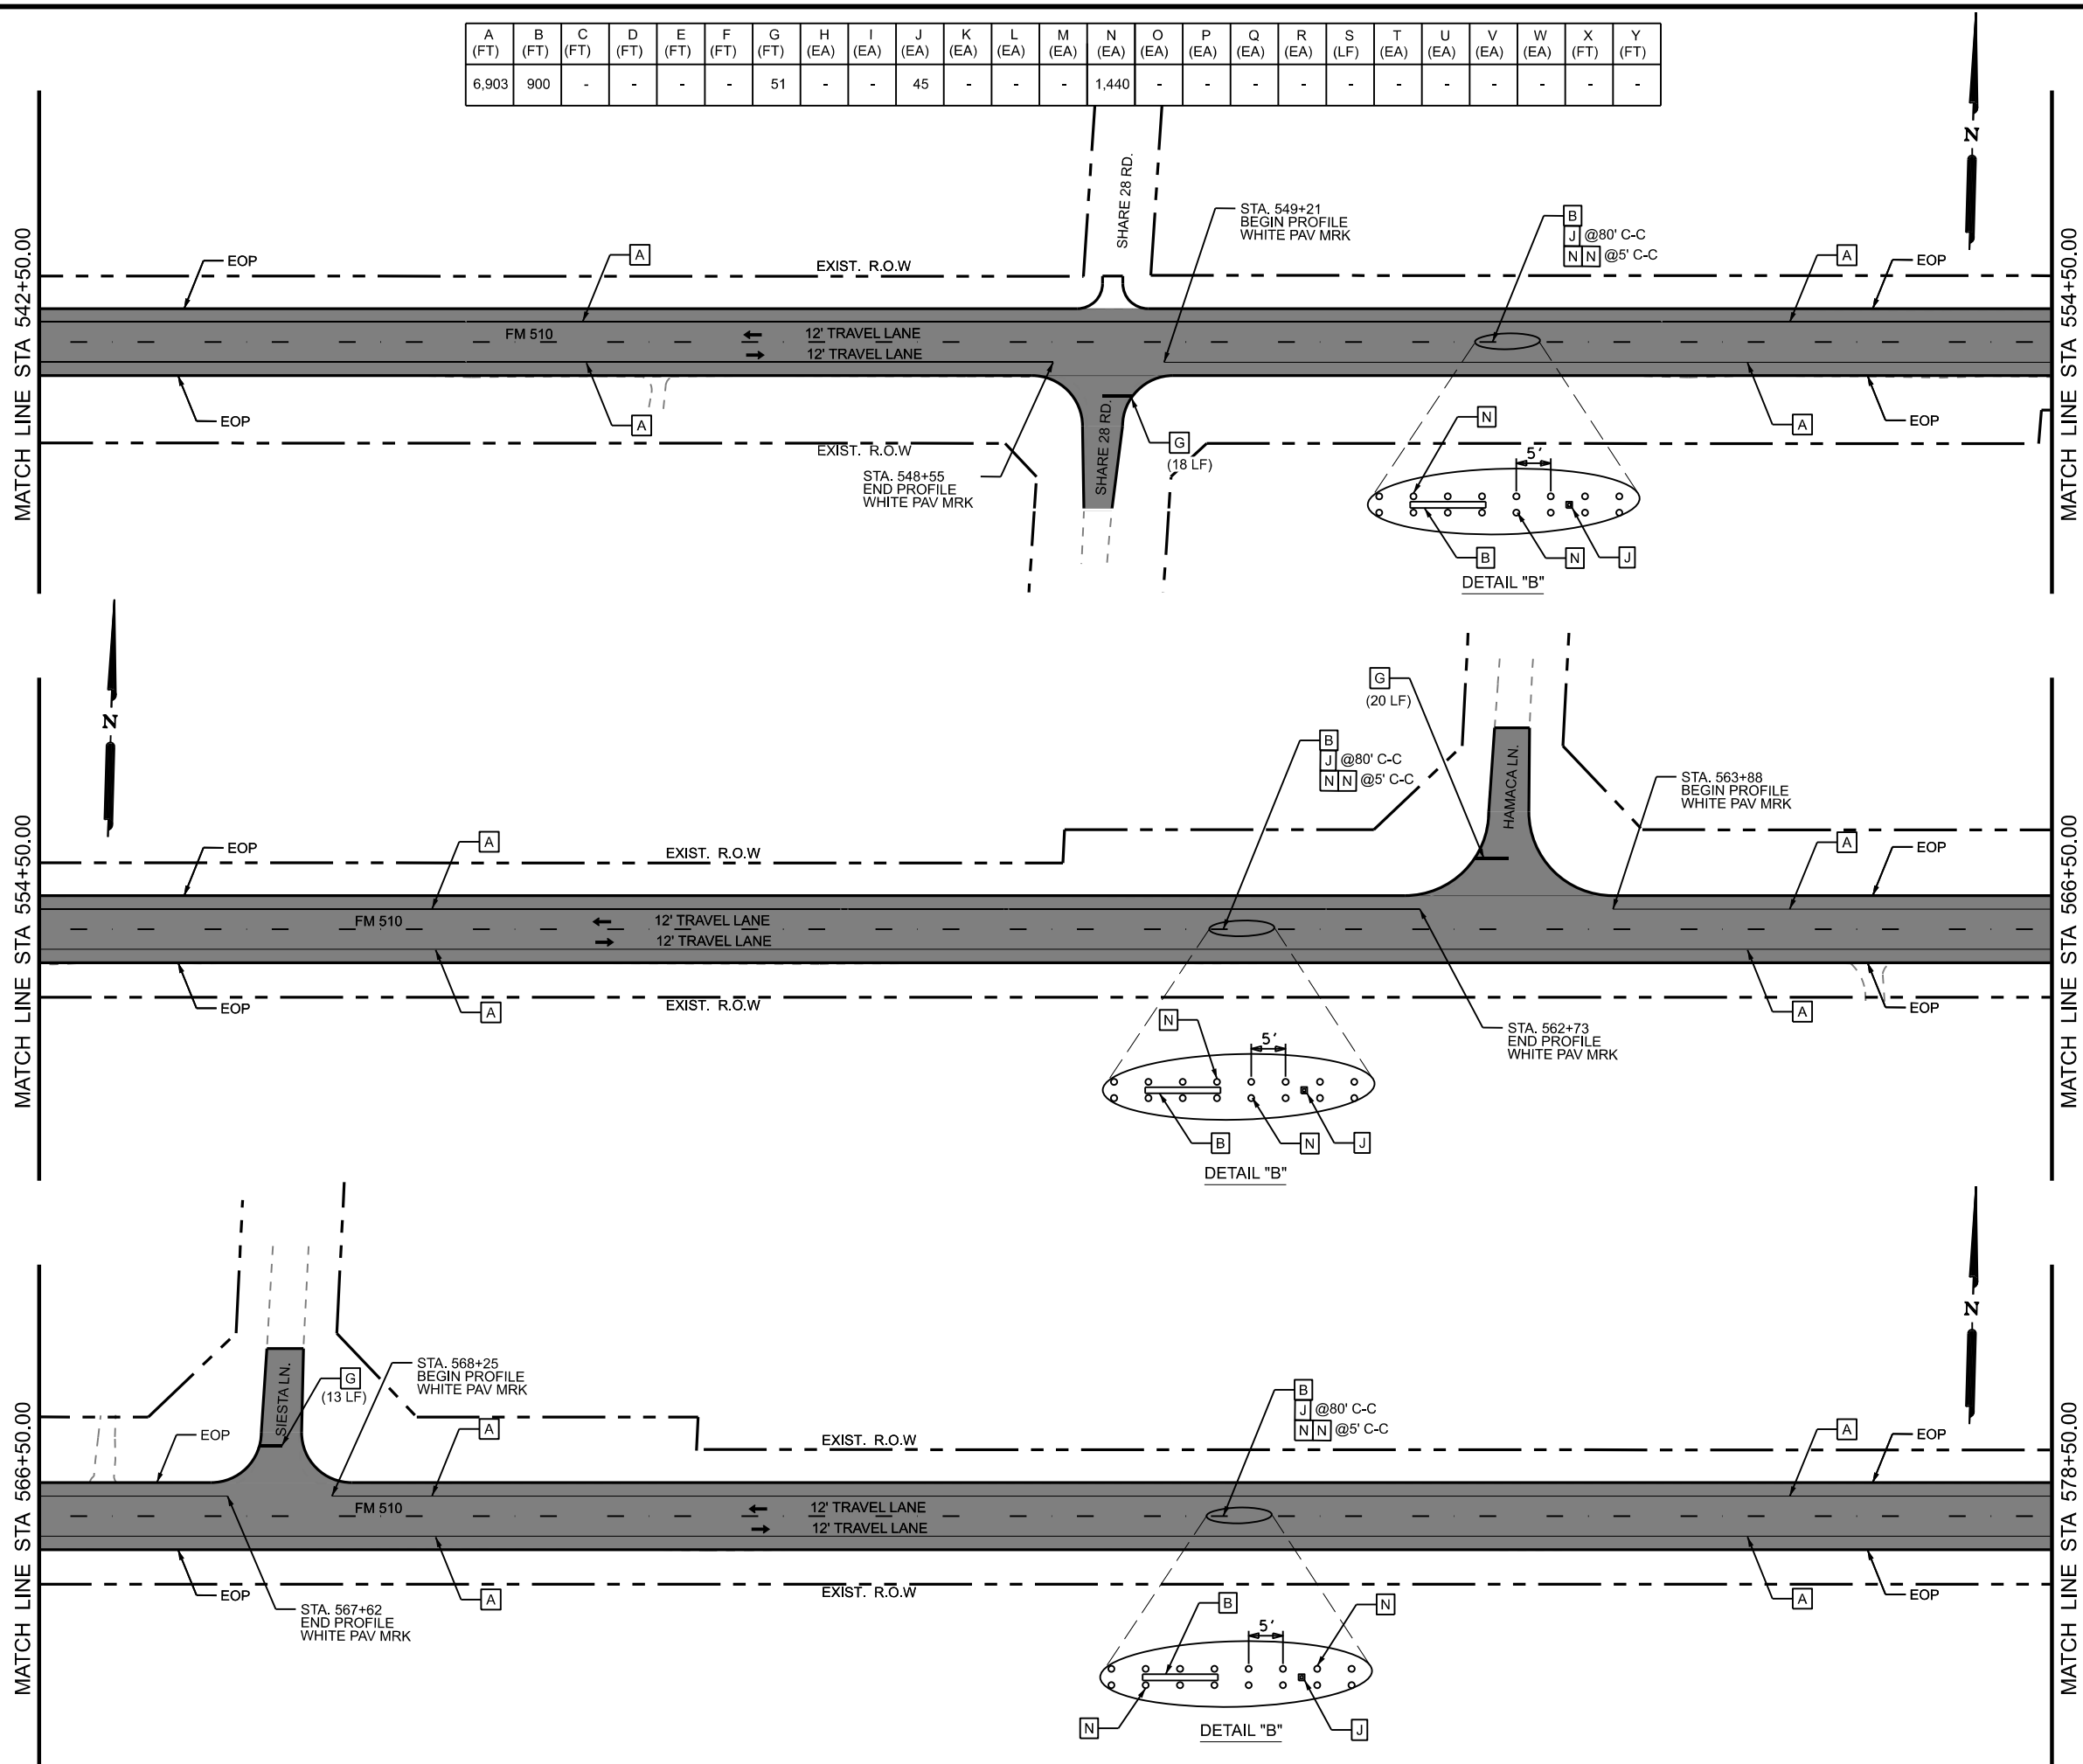 A B C D E F G H I J K L M N O P Q R S T U V W X Y
(FT) (FT) (FT) (FT) (FT) (FT) (FT) (EA) (EA) (EA) (EA) (EA) (EA) (EA) (EA) (EA) (EA) (EA) (LF) (EA) (EA) (EA) (EA) (FT) (FT)
6,903 900 - - - - 51 - - 45 - - - 1,440 - - - - - - - - - - -
MATCH LINE STA 542+50.00
MATCH LINE STA 554+50.00
N
SHARE 28 RD.
STA. 549+21
BEGIN PROFILE
WHITE PAV MRK
B
J @80' C-C
N N @5' C-C
EOP
A
EXIST. R.O.W
A
EOP
FM 510
12' TRAVEL LANE
12' TRAVEL LANE
EOP
A
EXIST. R.O.W
STA. 548+55
END PROFILE
WHITE PAV MRK
SHARE 28 RD.
G
(18 LF)
A
EOP
N
5'
B
N
J
DETAIL "B"
MATCH LINE STA 554+50.00
MATCH LINE STA 566+50.00
N
G
(20 LF)
B
J @80' C-C
N N @5' C-C
HAMACA LN.
STA. 563+88
BEGIN PROFILE
WHITE PAV MRK
EOP
A
EXIST. R.O.W
A
EOP
FM 510
12' TRAVEL LANE
12' TRAVEL LANE
EOP
A
EXIST. R.O.W
A
EOP
STA. 562+73
END PROFILE
WHITE PAV MRK
N
5'
B
N
J
DETAIL "B"
MATCH LINE STA 566+50.00
MATCH LINE STA 578+50.00
N
SIESTA LN.
G
(13 LF)
STA. 568+25
BEGIN PROFILE
WHITE PAV MRK
B
J @80' C-C
N N @5' C-C
EOP
A
EXIST. R.O.W
A
EOP
FM 510
12' TRAVEL LANE
12' TRAVEL LANE
EOP
A
EXIST. R.O.W
A
EOP
STA. 567+62
END PROFILE
WHITE PAV MRK
B
N
5'
N
J
DETAIL "B"